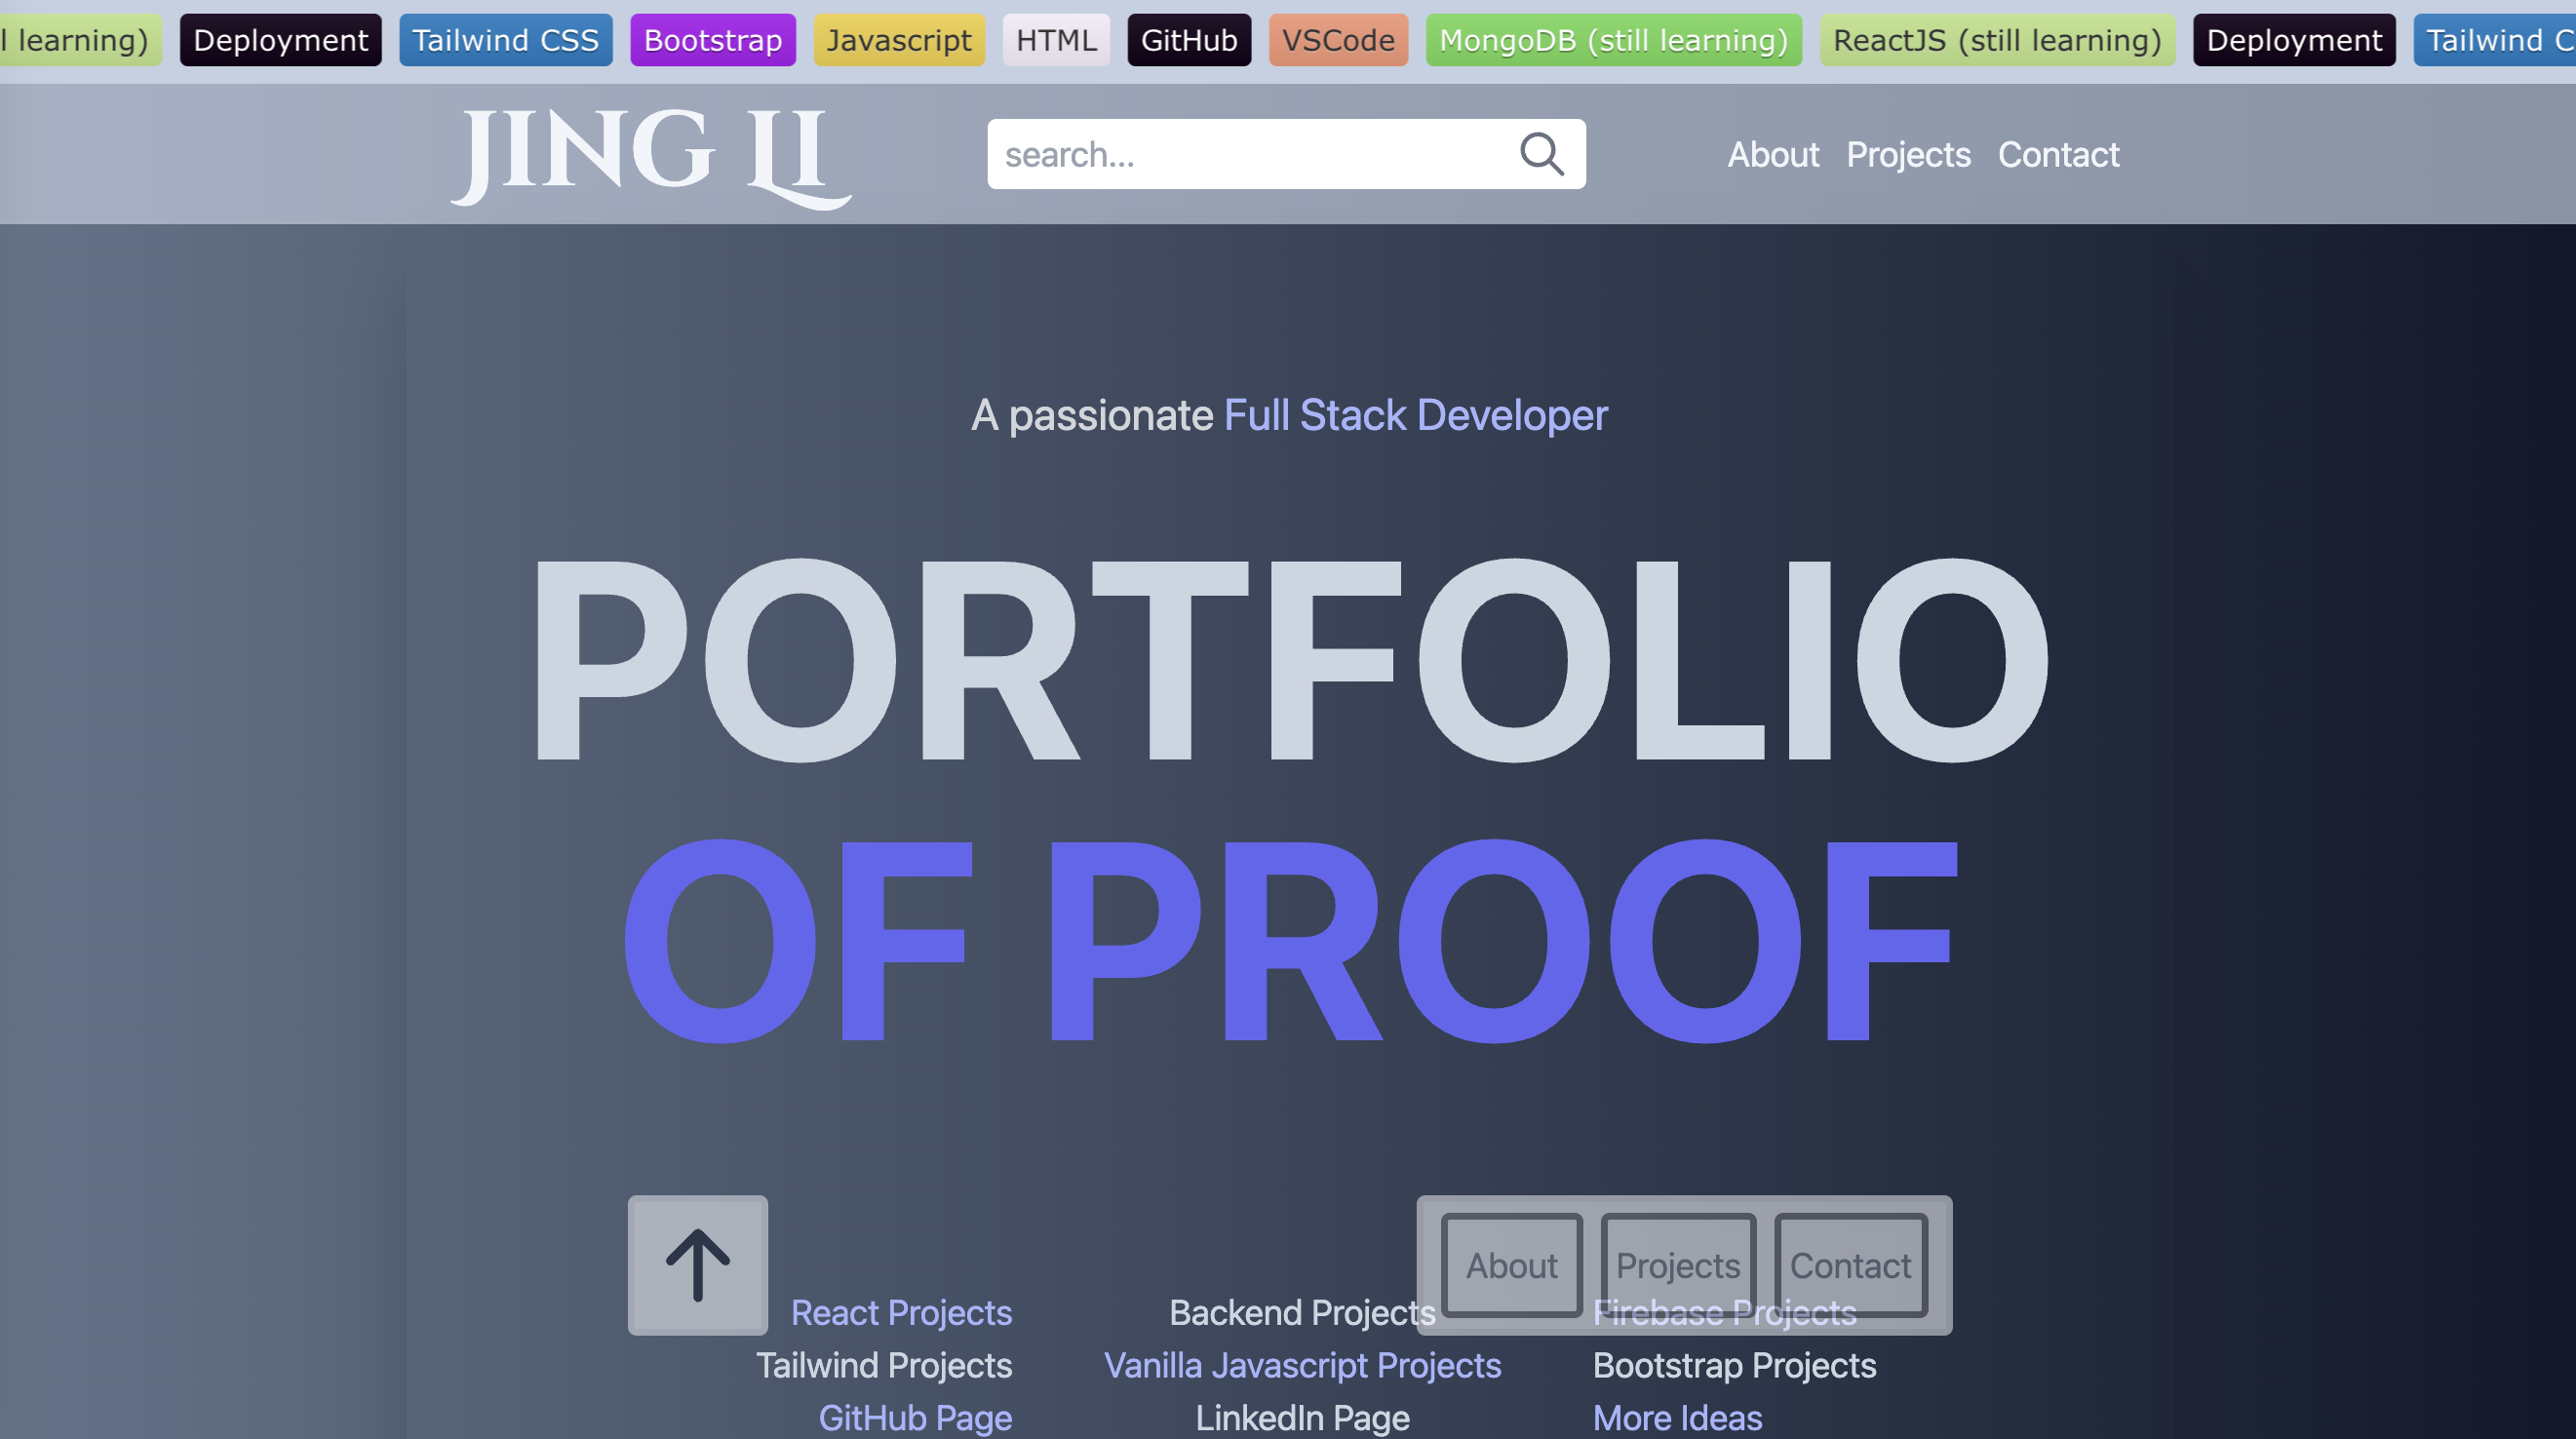 l learning) Deployment Tailwind CSS Bootstrap Javascript HTML GitHub VSCode MongoDB (still learning) ReactJS (still learning) Deployment Tailwind C
JING LI search... About Projects Contact
A passionate Full Stack Developer
PORTFOLIO
OF PROOF
About Projects Contact
React Projects Backend Projects Firebase Projects
Tailwind Projects Vanilla Javascript Projects Bootstrap Projects
GitHub Page LinkedIn Page More Ideas